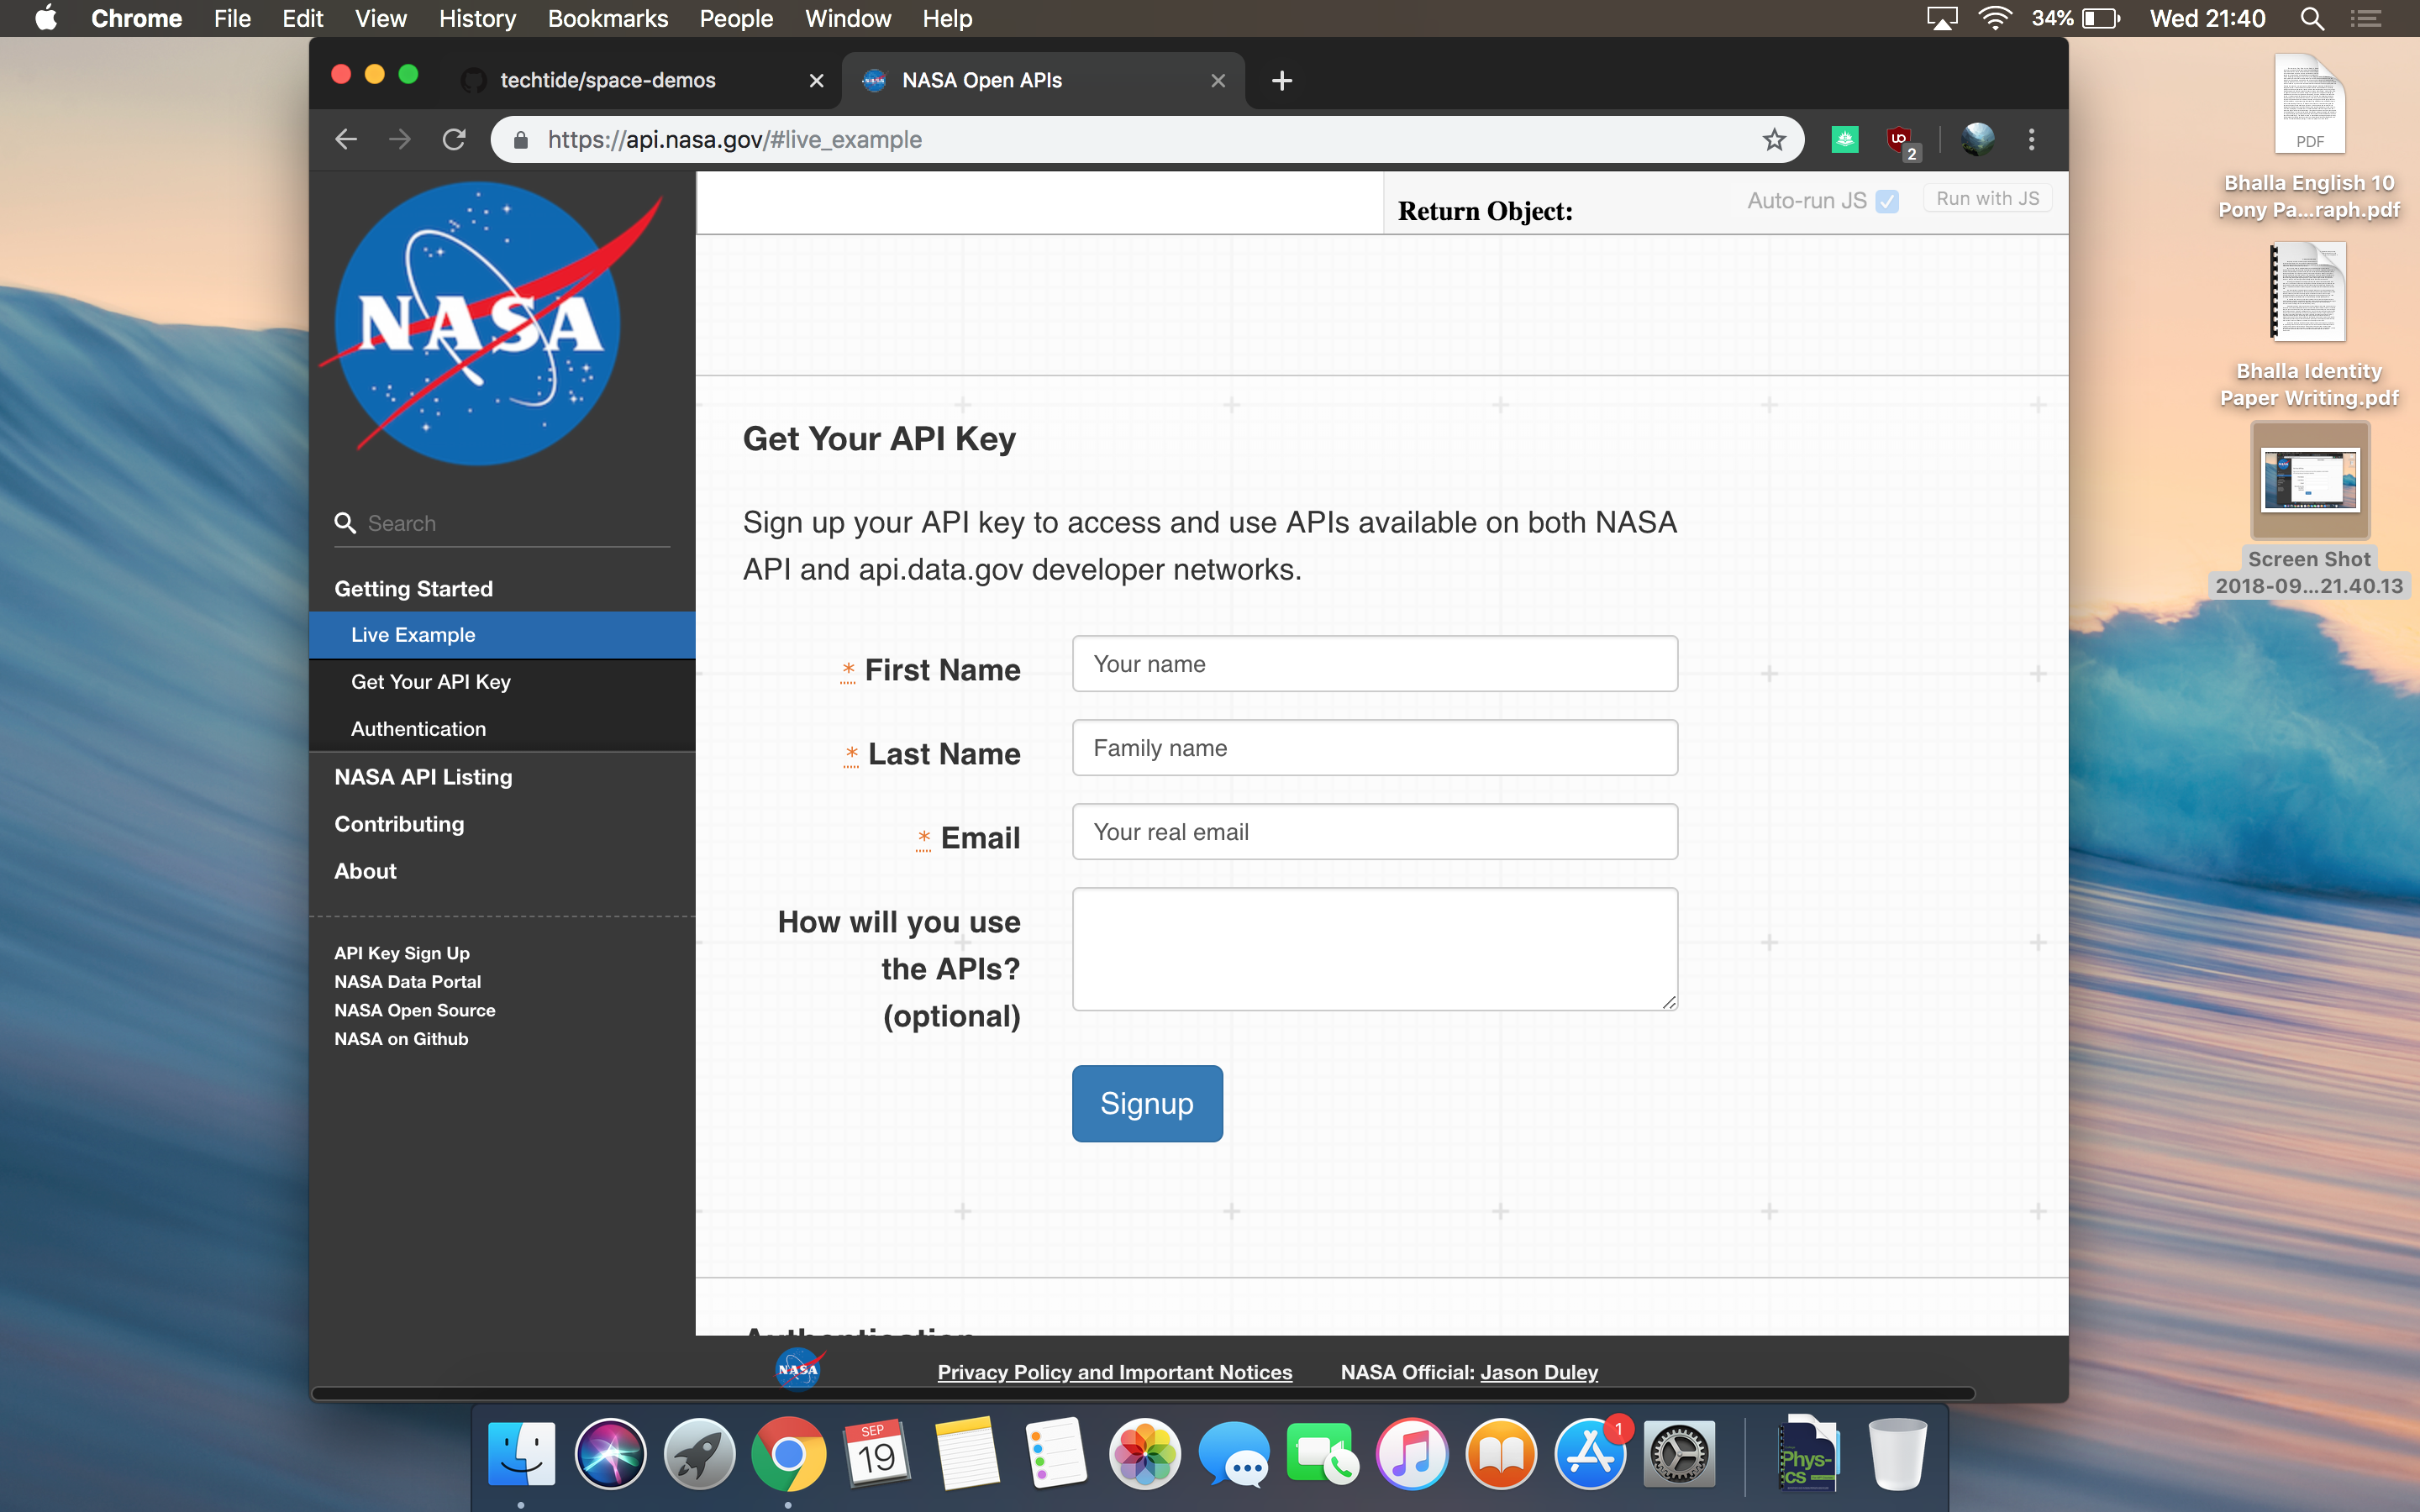 Chrome File Edit View History Bookmarks People Window Help 34% Wed 21:40
techtide/space-demos
NASA Open APIs
https://api.nasa.gov/#live_example
2
NASA
Search
Getting Started
Live Example
Get Your API Key
Authentication
NASA API Listing
Contributing
About
API Key Sign Up
NASA Data Portal
NASA Open Source
NASA on Github
Return Object:
Auto-run JS
Run with JS
Get Your API Key
Sign up your API key to access and use APIs available on both NASA
API and api.data.gov developer networks.
* First Name
Your name
* Last Name
Family name
* Email
Your real email
How will you use
the APIs?
(optional)
Signup
Authentication
NASA
Privacy Policy and Important Notices
NASA Official: Jason Duley
PDF
Bhalla English 10
Pony Pa...raph.pdf
Bhalla Identity
Paper Writing.pdf
Screen Shot
2018-09...21.40.13
SEP
19
1
Phys-
cs